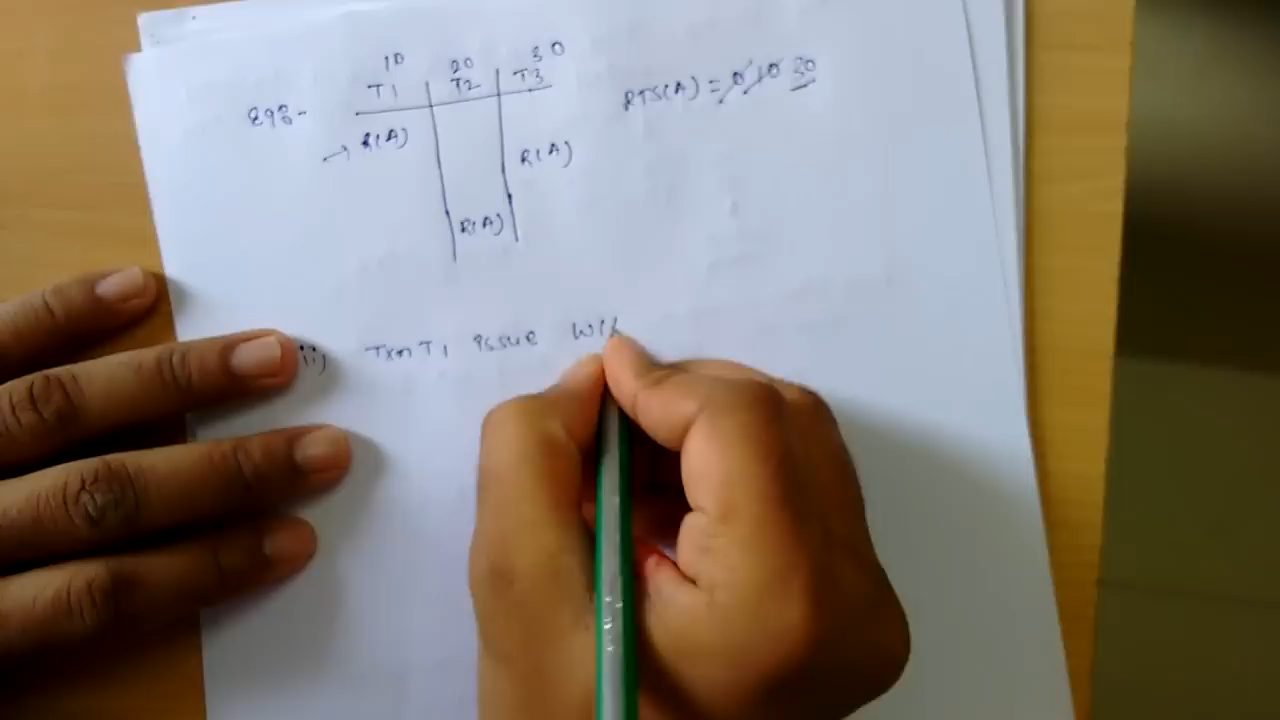 10 20 30
eg:- T1 T2 T3 RTS(A) = 0 10 30
→ R(A) R(A)
R(A)
ii) Txn T1 issue W(